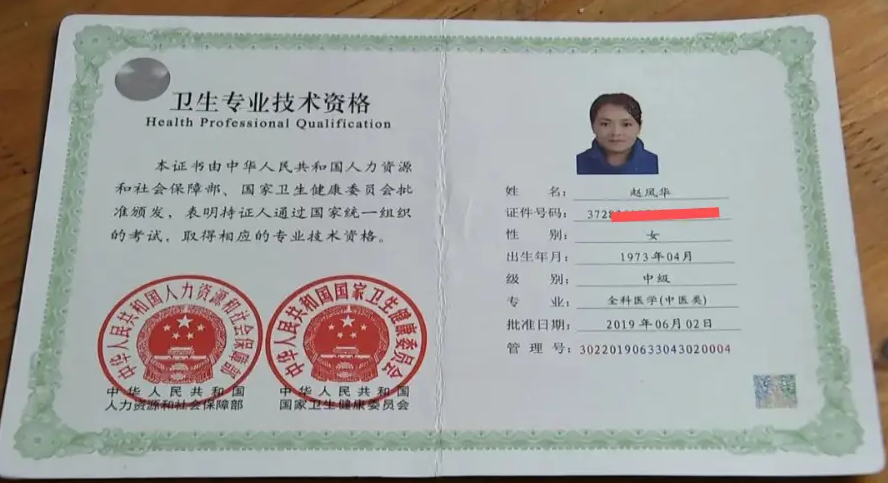 卫生专业技术资格
Health Professional Qualification
本证书由中华人民共和国人力资源
和社会保障部、国家卫生健康委员会批
准颁发，表明持证人通过国家统一组织
的考试，取得相应的专业技术资格。
中华人民共和国人力资源和社会保障部
中华人民共和国国家卫生健康委员会
中华人民共和国
人力资源和社会保障部
中华人民共和国
国家卫生健康委员会
姓 名： 赵凤华
证件号码： 3728
性 别： 女
出生年月： 1973年04月
级 别： 中级
专 业： 全科医学(中医类)
批准日期： 2019年06月02日
管 理 号： 30220190633043020004